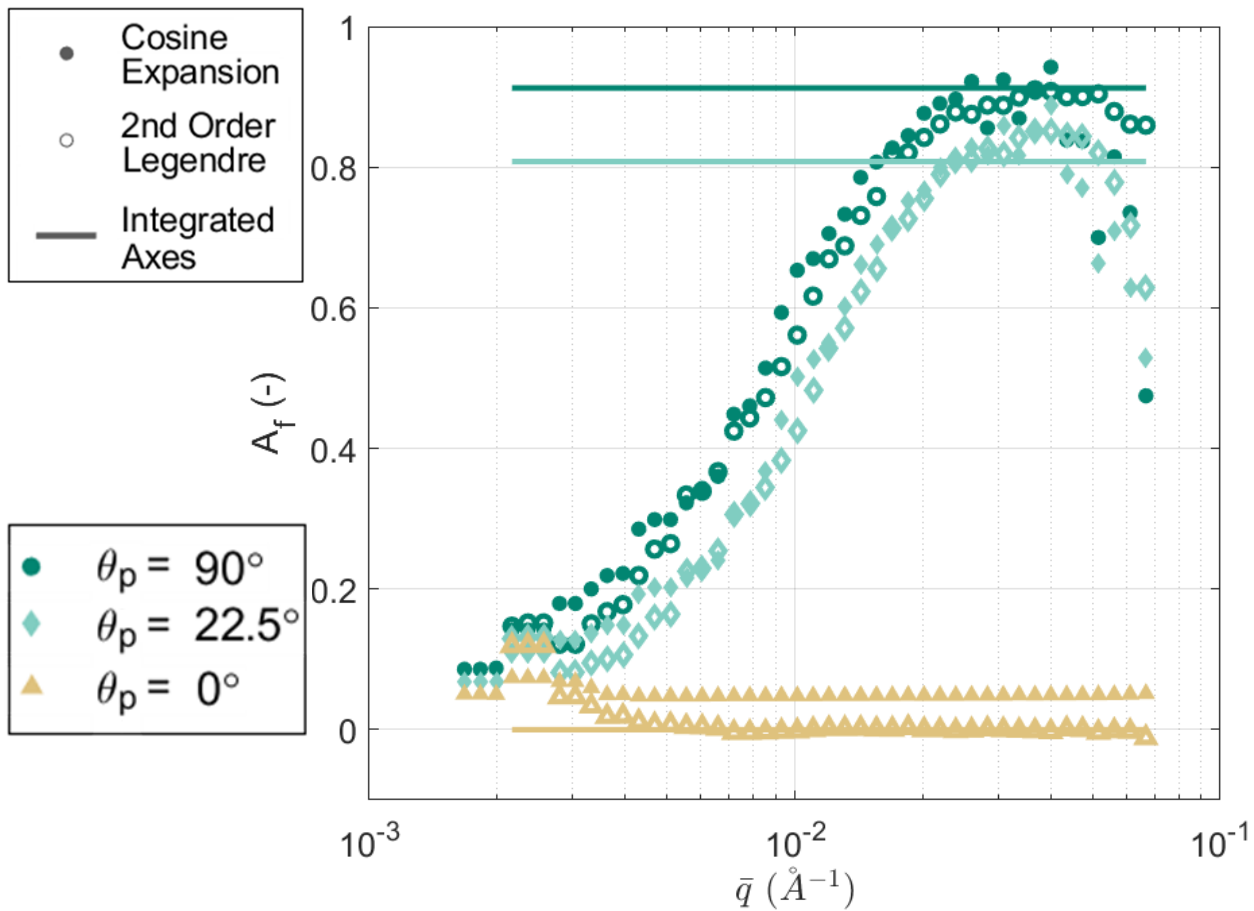 Cosine
Expansion
2nd Order
Legendre
Integrated
Axes
θp = 90°
θp = 22.5°
θp = 0°
Af (-)
1
0.8
0.6
0.4
0.2
0
10-3
10-2
10-1
q̄ (Å−1)